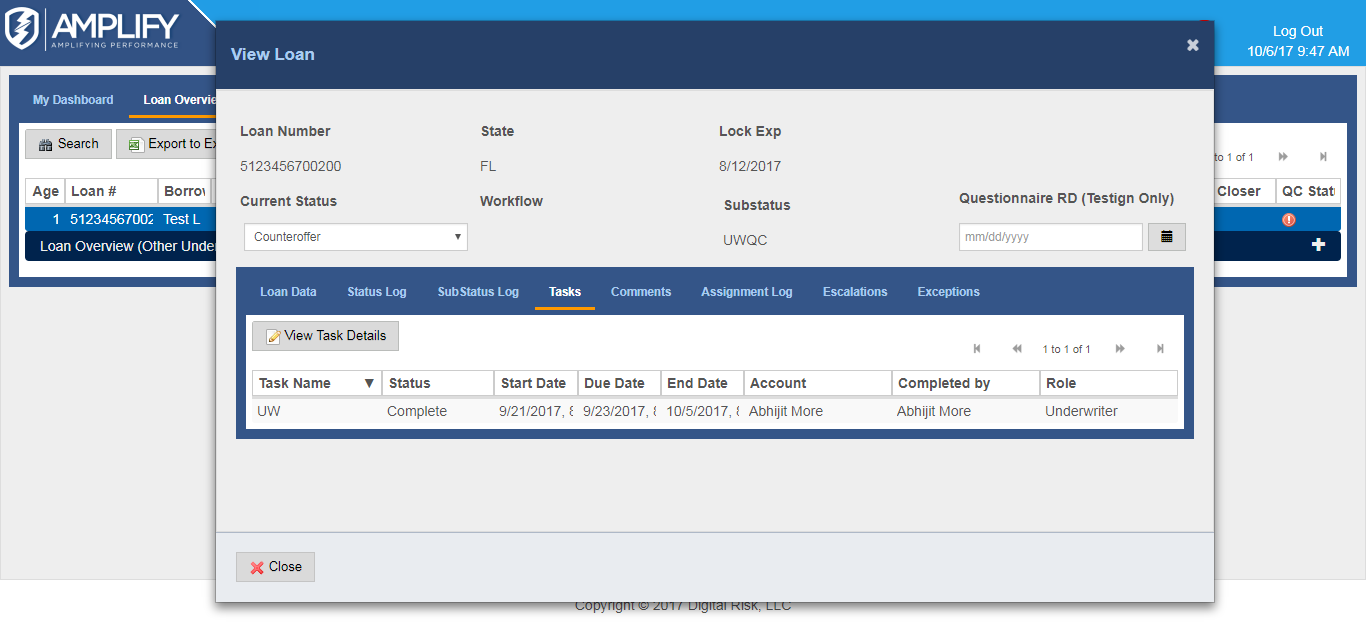 AMPLIFY
AMPLIFYING PERFORMANCE
Log Out
10/6/17 9:47 AM
My Dashboard
Loan Overvie
Search
Export to Ex
to 1 of 1
Age
Loan #
Borrov
Closer
QC Stat
1
51234567002
Test L
Loan Overview (Other Unde
View Loan
Loan Number
State
Lock Exp
5123456700200
FL
8/12/2017
Current Status
Workflow
Substatus
Questionnaire RD (Testign Only)
Counteroffer
UWQC
mm/dd/yyyy
Loan Data
Status Log
SubStatus Log
Tasks
Comments
Assignment Log
Escalations
Exceptions
View Task Details
1 to 1 of 1
Task Name
Status
Start Date
Due Date
End Date
Account
Completed by
Role
UW
Complete
9/21/2017,
9/23/2017,
10/5/2017,
Abhijit More
Abhijit More
Underwriter
Close
Copyright © 2017 Digital Risk, LLC